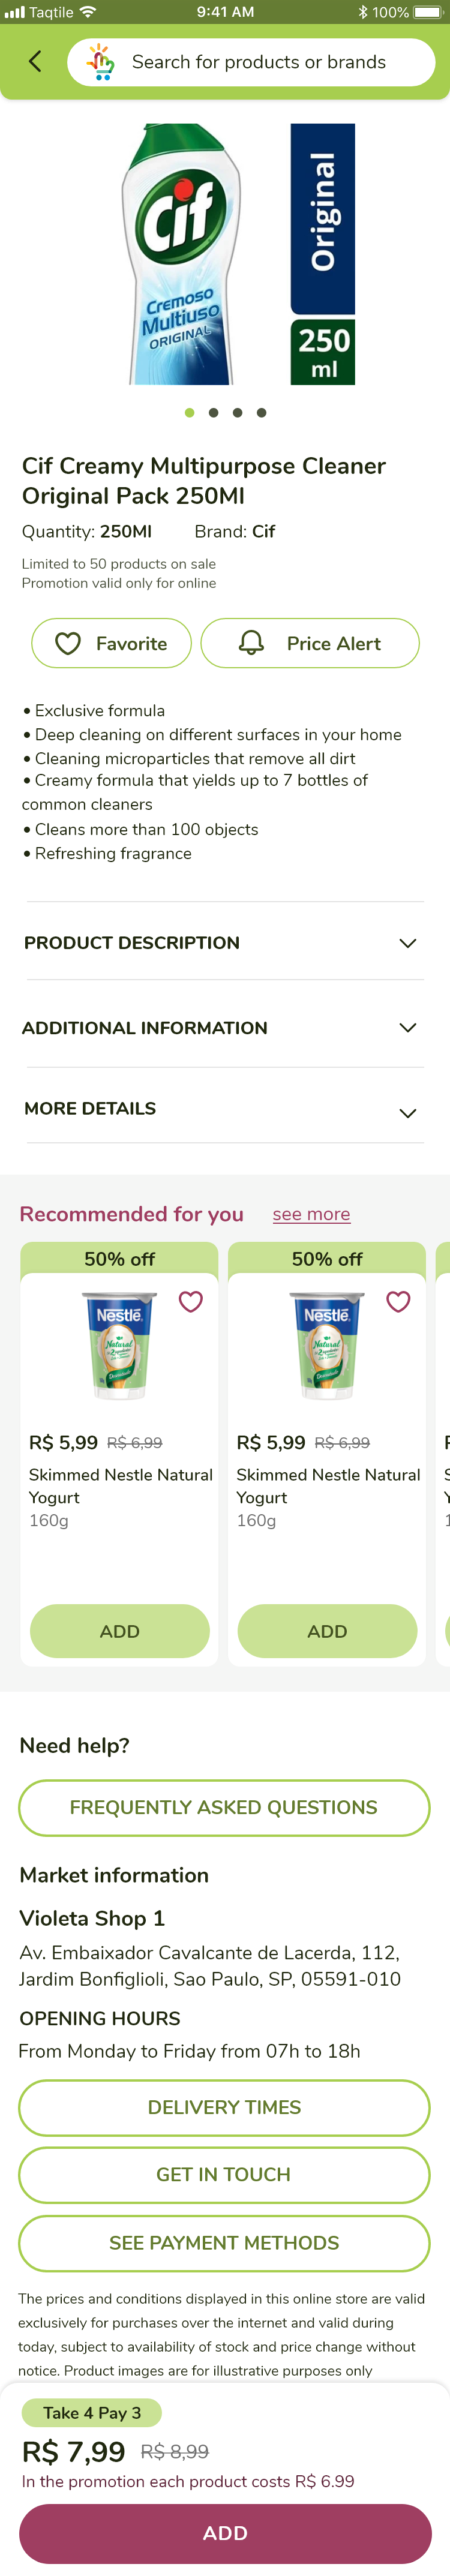 Taqtile 9:41 AM 100%
Search for products or brands
Cif
Cremoso
Multiuso
ORIGINAL
Original
250
ml
Cif Creamy Multipurpose Cleaner
Original Pack 250Ml
Quantity: 250Ml Brand: Cif
Limited to 50 products on sale
Promotion valid only for online
Favorite Price Alert
• Exclusive formula
• Deep cleaning on different surfaces in your home
• Cleaning microparticles that remove all dirt
• Creamy formula that yields up to 7 bottles of
common cleaners
• Cleans more than 100 objects
• Refreshing fragrance
PRODUCT DESCRIPTION
ADDITIONAL INFORMATION
MORE DETAILS
Recommended for you see more
50% off 50% off
Nestlé Nestlé
Natural Natural
R$ 5,99 R$ 6,99 R$ 5,99 R$ 6,99
Skimmed Nestle Natural Skimmed Nestle Natural
Yogurt Yogurt
160g 160g
ADD ADD
Need help?
FREQUENTLY ASKED QUESTIONS
Market information
Violeta Shop 1
Av. Embaixador Cavalcante de Lacerda, 112,
Jardim Bonfiglioli, Sao Paulo, SP, 05591-010
OPENING HOURS
From Monday to Friday from 07h to 18h
DELIVERY TIMES
GET IN TOUCH
SEE PAYMENT METHODS
The prices and conditions displayed in this online store are valid
exclusively for purchases over the internet and valid during
today, subject to availability of stock and price change without
notice. Product images are for illustrative purposes only
Take 4 Pay 3
R$ 7,99 R$ 8,99
In the promotion each product costs R$ 6.99
ADD